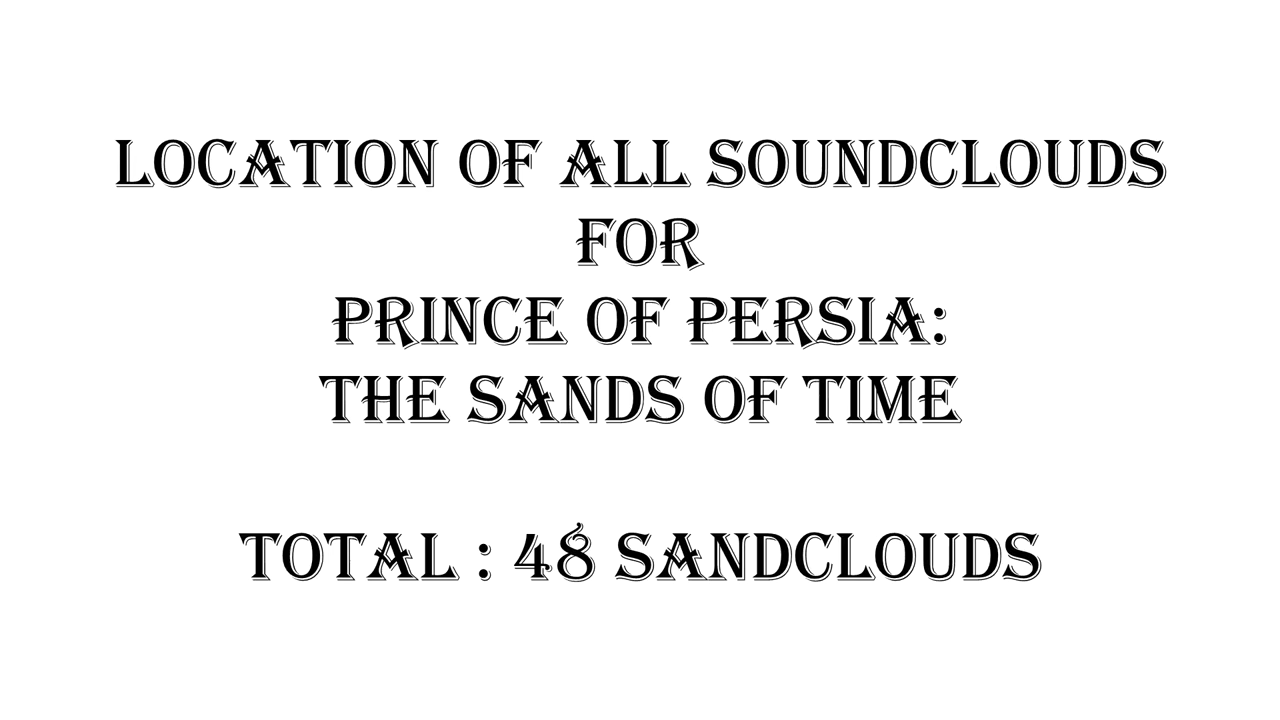 LOCATION OF ALL SOUNDCLOUDS
FOR
PRINCE OF PERSIA:
THE SANDS OF TIME
TOTAL : 48 SANDCLOUDS